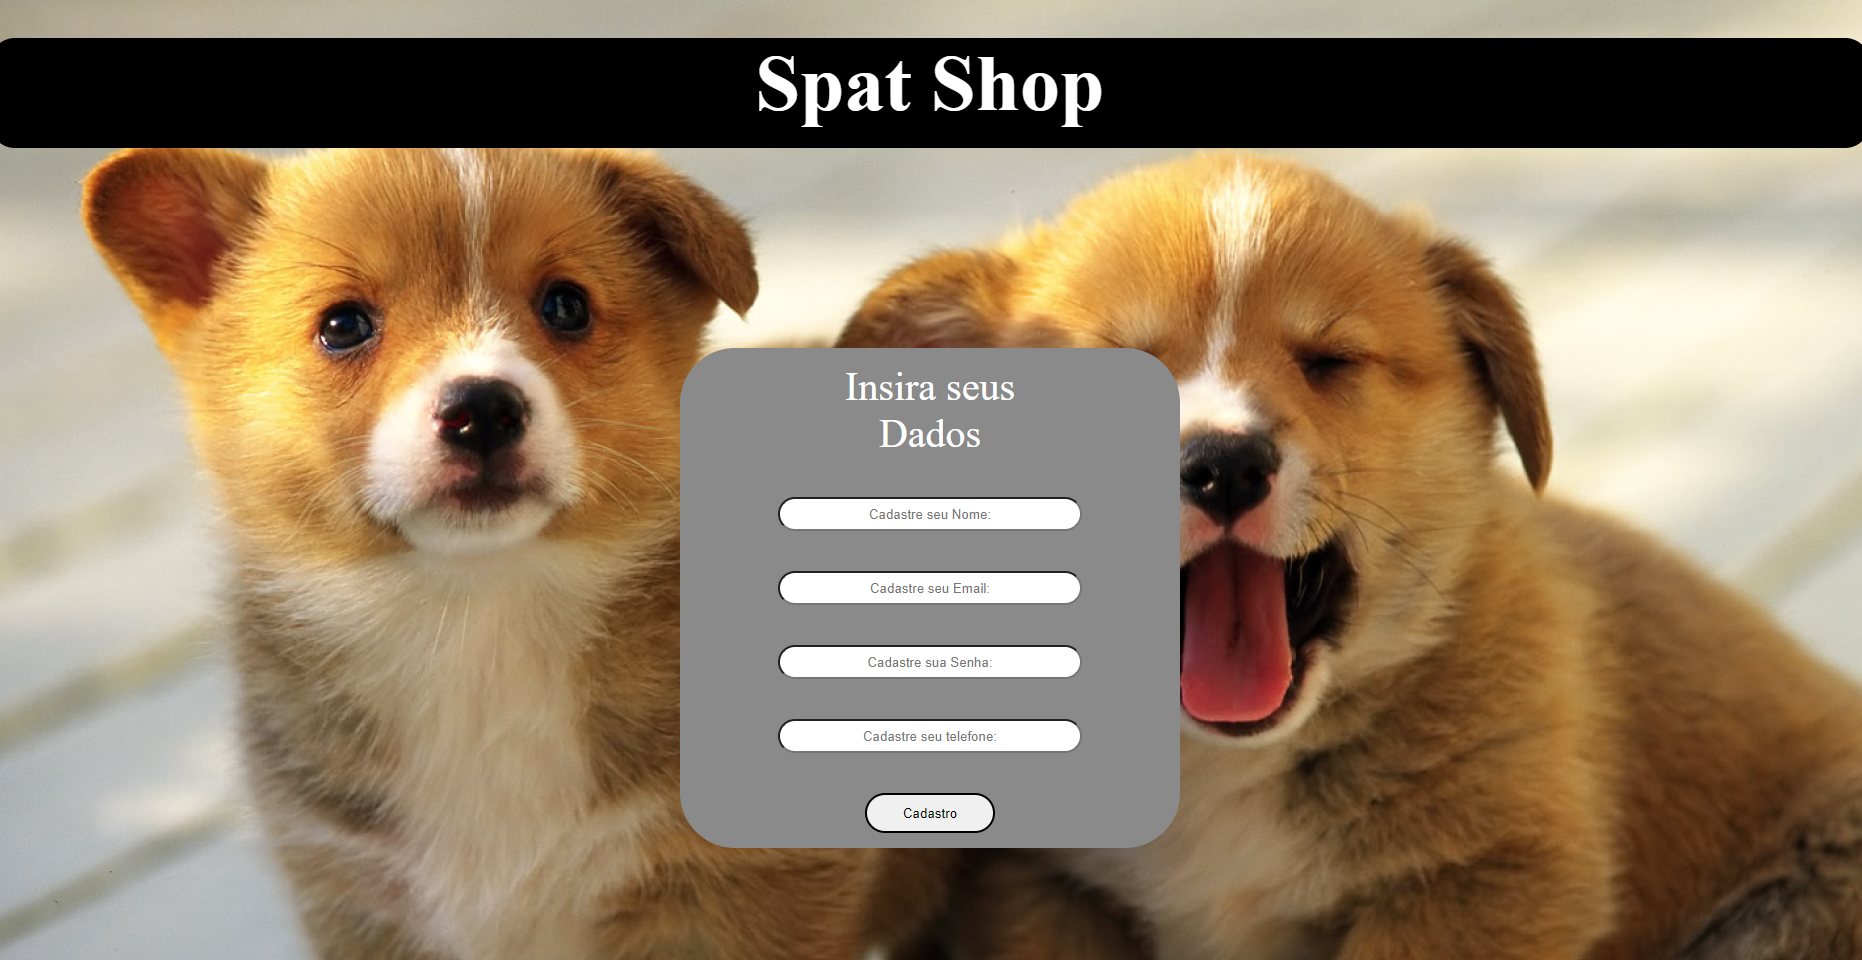 Spat Shop
Insira seus
Dados
Cadastre seu Nome:
Cadastre seu Email:
Cadastre sua Senha:
Cadastre seu telefone:
Cadastro